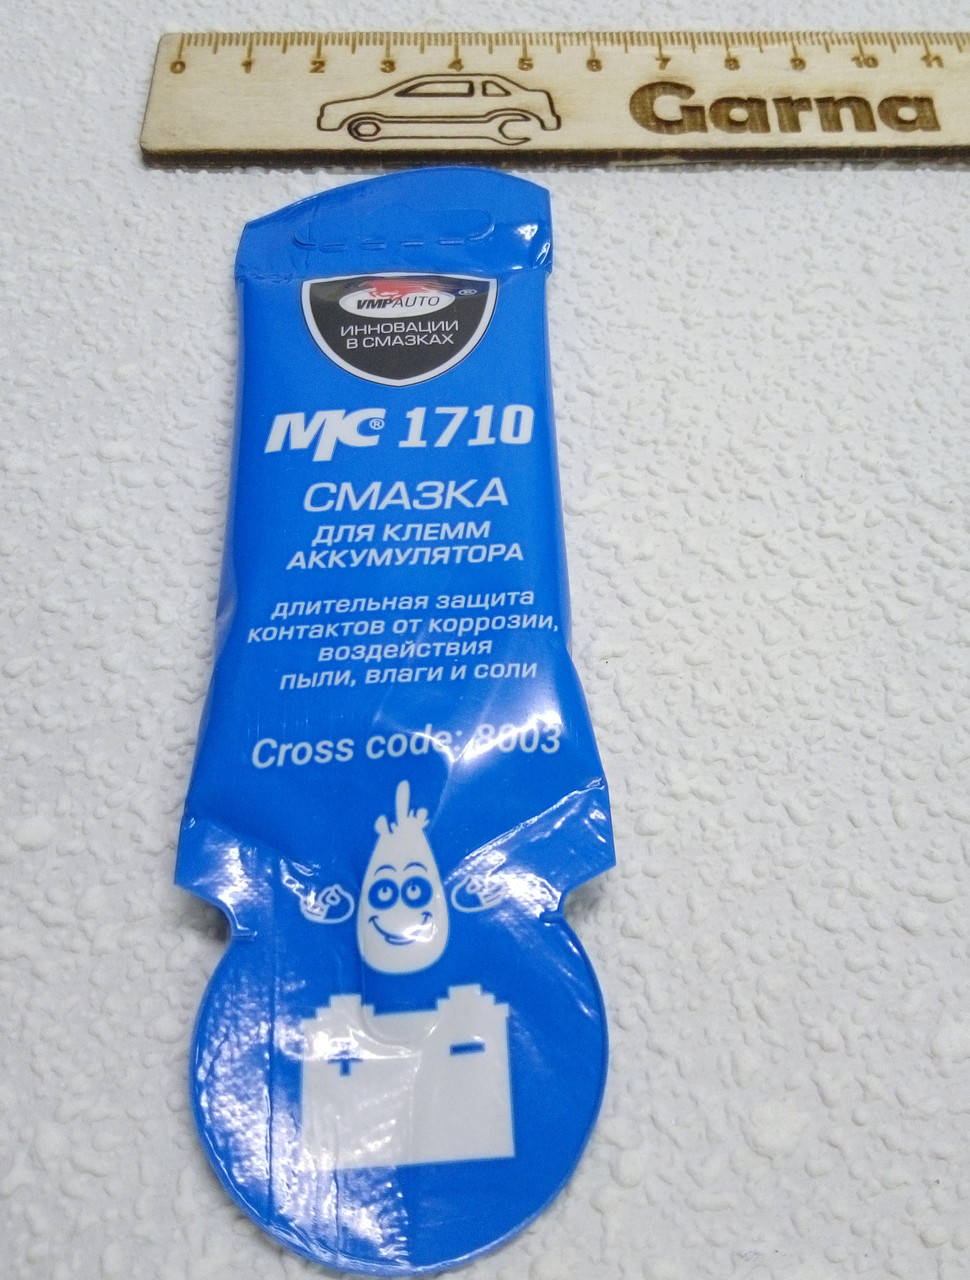 0 1 2 3 4 5 6 7 8 9 10 11
Garna
VMPAUTO®
ИННОВАЦИИ
В СМАЗКАХ
МС® 1710
СМАЗКА
ДЛЯ КЛЕММ
АККУМУЛЯТОРА
длительная защита
контактов от коррозии,
воздействия
пыли, влаги и соли
Cross code: 8003
+ -